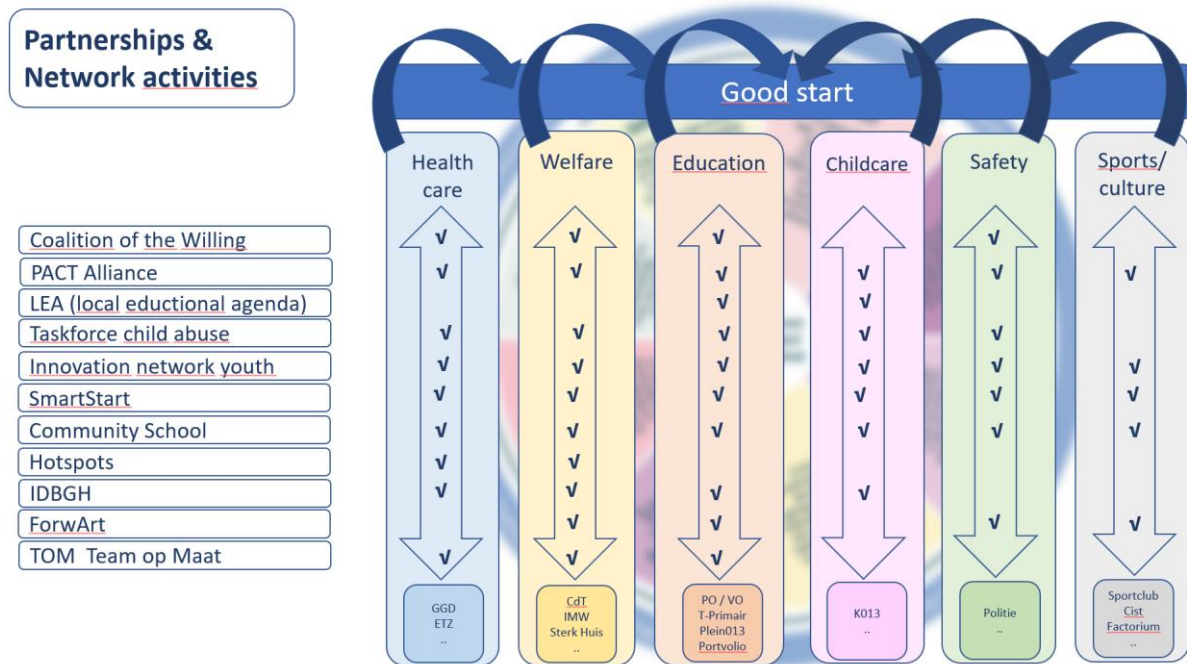 Partnerships &
Network activities
Good start
Health
care
Welfare
Education
Childcare
Safety
Sports/
culture
Coalition of the Willing
√ √ √ √
PACT Alliance
√ √ √ √ √ √
LEA (local eductional agenda)
√ √
Taskforce child abuse
√ √ √ √ √
Innovation network youth
√ √ √ √ √ √
SmartStart
√ √ √ √ √ √
Community School
√ √ √ √ √ √
Hotspots
√ √
IDBGH
√ √ √ √
ForwArt
√ √ √ √
TOM Team op Maat
√ √ √
GGD
ETZ
..
CdT
IMW
Sterk Huis
..
PO / VO
T-Primair
Plein013
Portvolio
K013
..
Politie
..
Sportclub
Cist
Factorium
..